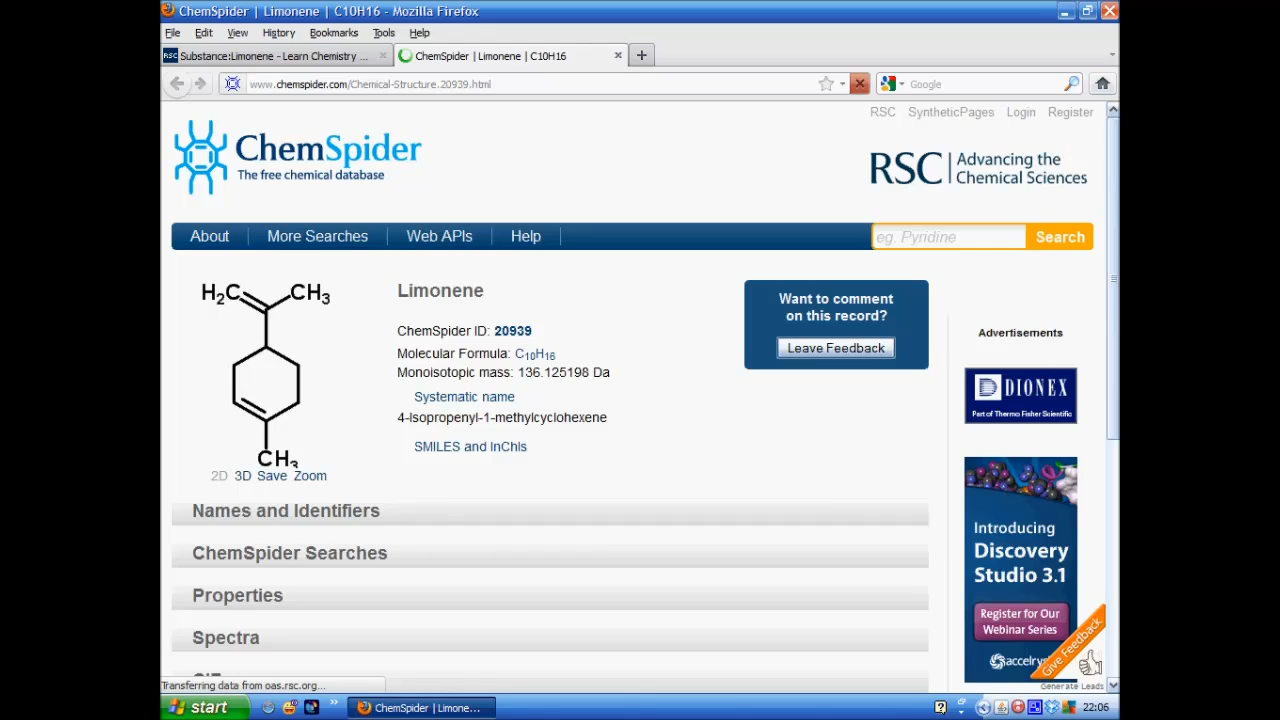 ChemSpider | Limonene | C10H16 - Mozilla Firefox
File Edit View History Bookmarks Tools Help
RSC Substance:Limonene - Learn Chemistry ... ChemSpider | Limonene | C10H16
www.chemspider.com/Chemical-Structure.20939.html Google
RSC SyntheticPages Login Register
ChemSpider
The free chemical database
RSC | Advancing the
Chemical Sciences
About More Searches Web APIs Help eg. Pyridine Search
H₂C CH₃
CH₃
2D 3D Save Zoom
Limonene
ChemSpider ID: 20939
Molecular Formula: C₁₀H₁₆
Monoisotopic mass: 136.125198 Da
Systematic name
4-Isopropenyl-1-methylcyclohexene
SMILES and InChIs
Want to comment
on this record?
Leave Feedback
Advertisements
DIONEX
Part of Thermo Fisher Scientific
Names and Identifiers
ChemSpider Searches
Properties
Spectra
Introducing
Discovery
Studio 3.1
Register for Our
Webinar Series
accelrys
Give Feedback
Generate Leads
Transferring data from oas.rsc.org...
start ChemSpider | Limone... 22:06